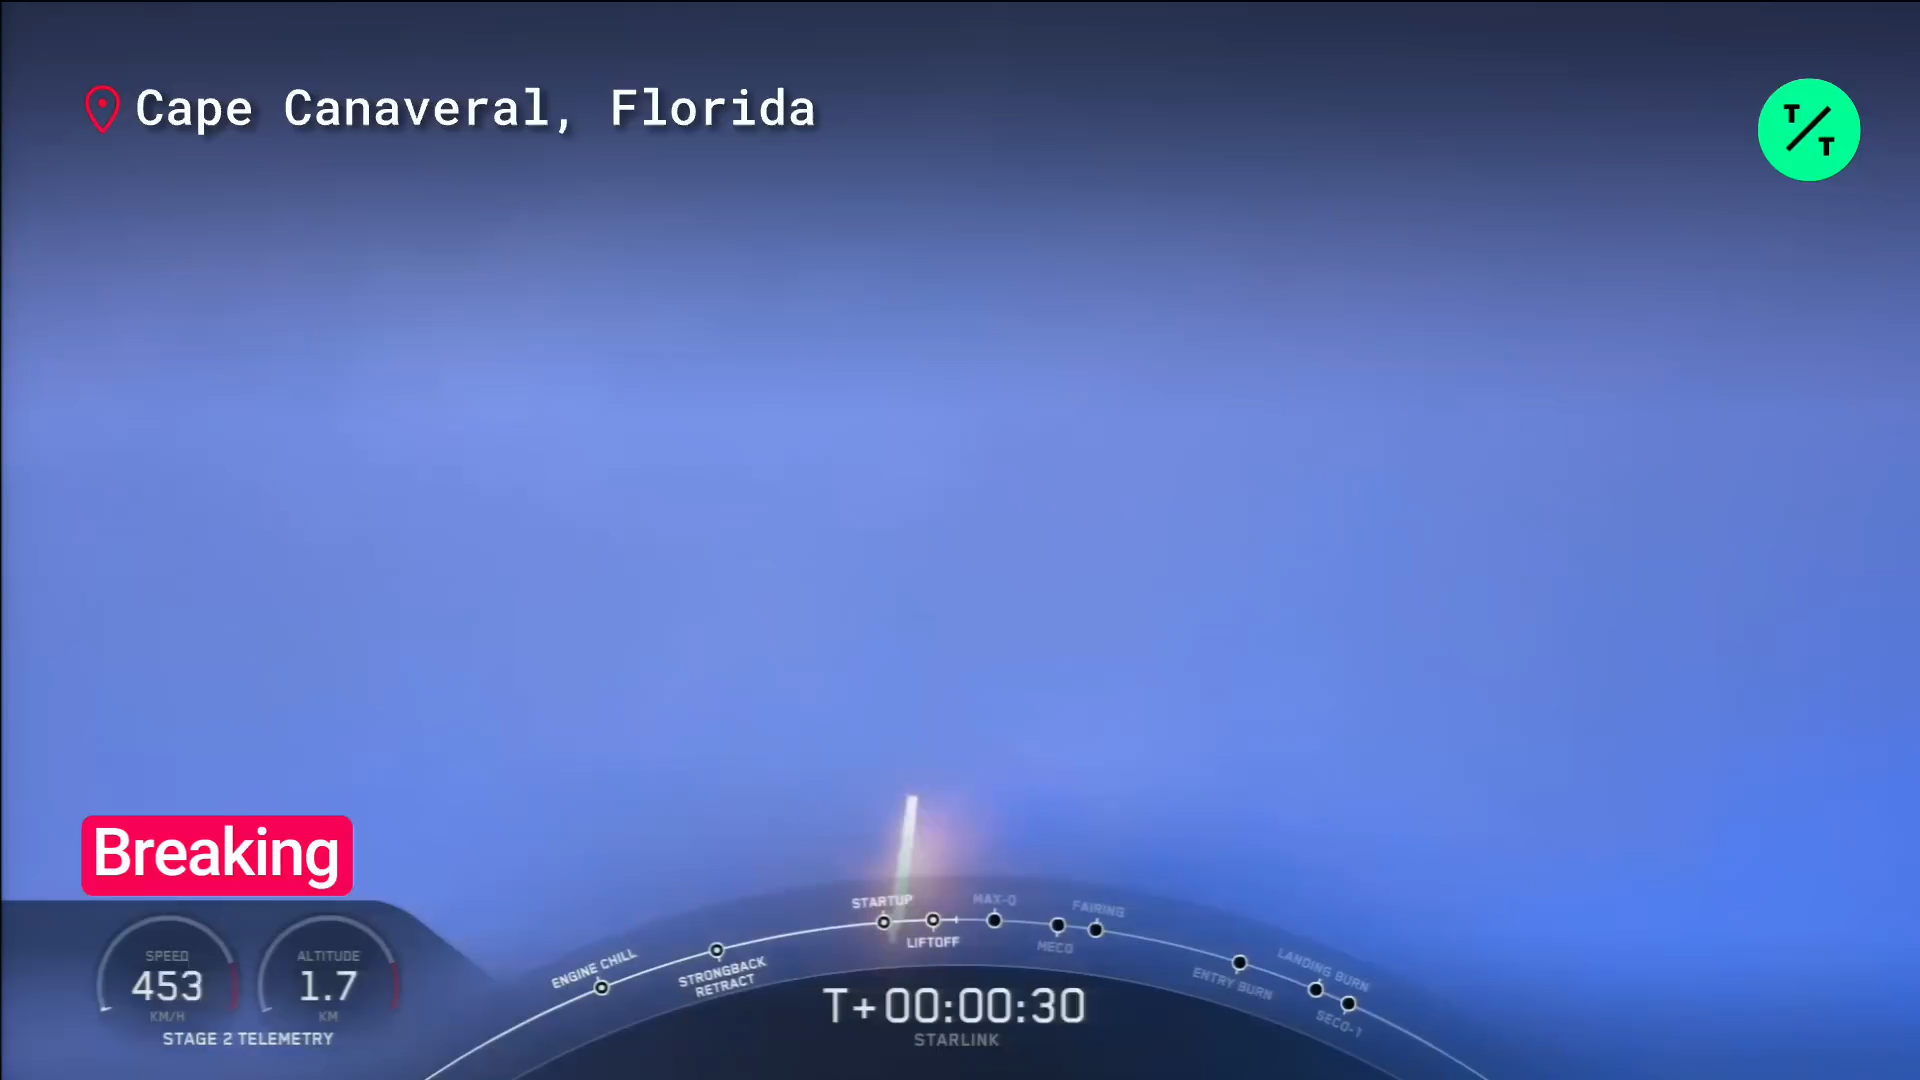 Cape Canaveral, Florida
T/T
Breaking
SPEED
453
KM/H
ALTITUDE
1.7
KM
STAGE 2 TELEMETRY
ENGINE CHILL
STRONGBACK
RETRACT
STARTUP
LIFTOFF
MAX-Q
MECO
FAIRING
ENTRY BURN
LANDING BURN
SECO-1
T+00:00:30
STARLINK